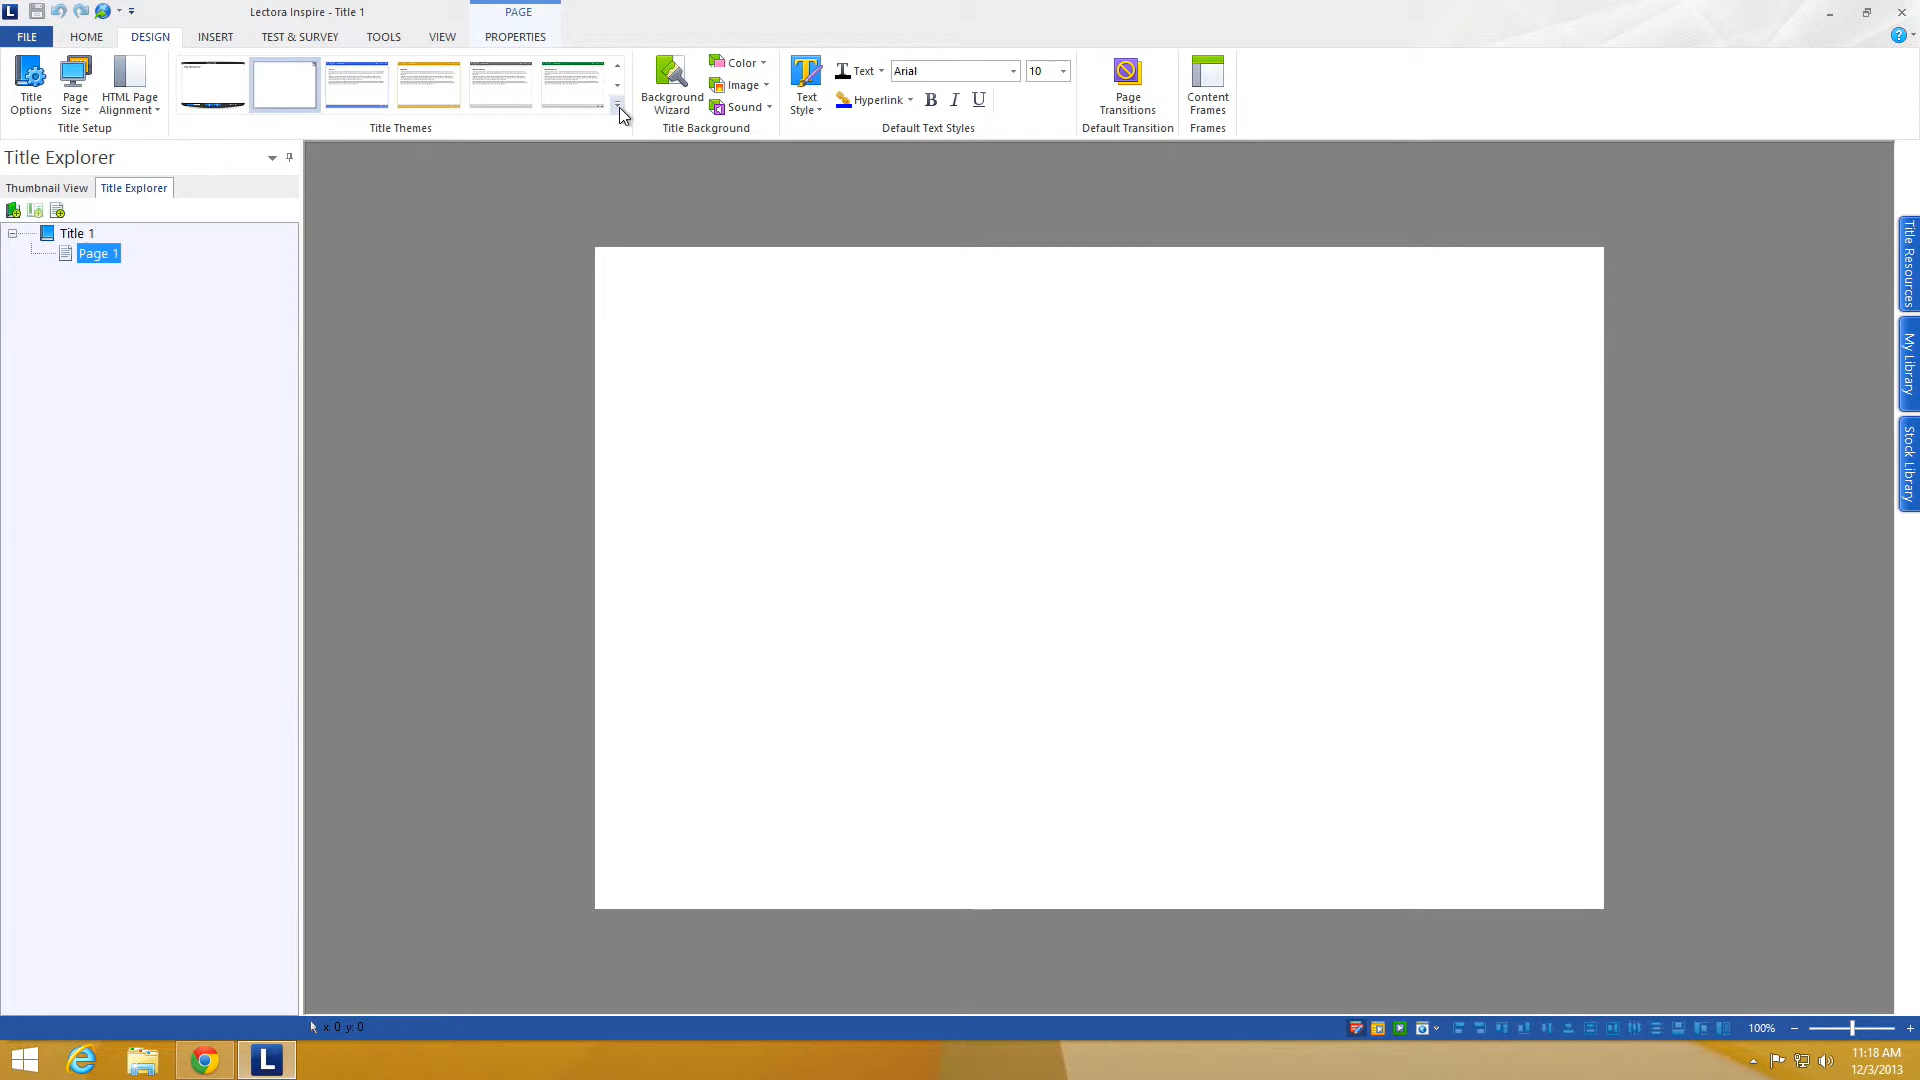 Lectora Inspire - Title 1
PAGE
FILE
HOME
DESIGN
INSERT
TEST & SURVEY
TOOLS
VIEW
PROPERTIES
Title Options
Page Size
HTML Page Alignment
Title Setup
Title Themes
Background Wizard
Color
Image
Sound
Title Background
Text Style
Text
Arial
10
Hyperlink
B I U
Default Text Styles
Page Transitions
Default Transition
Content Frames
Frames
Title Explorer
Thumbnail View
Title Explorer
Title 1
Page 1
Title Resources
My Library
Stock Library
x: 0 y: 0
100%
11:18 AM
12/3/2013